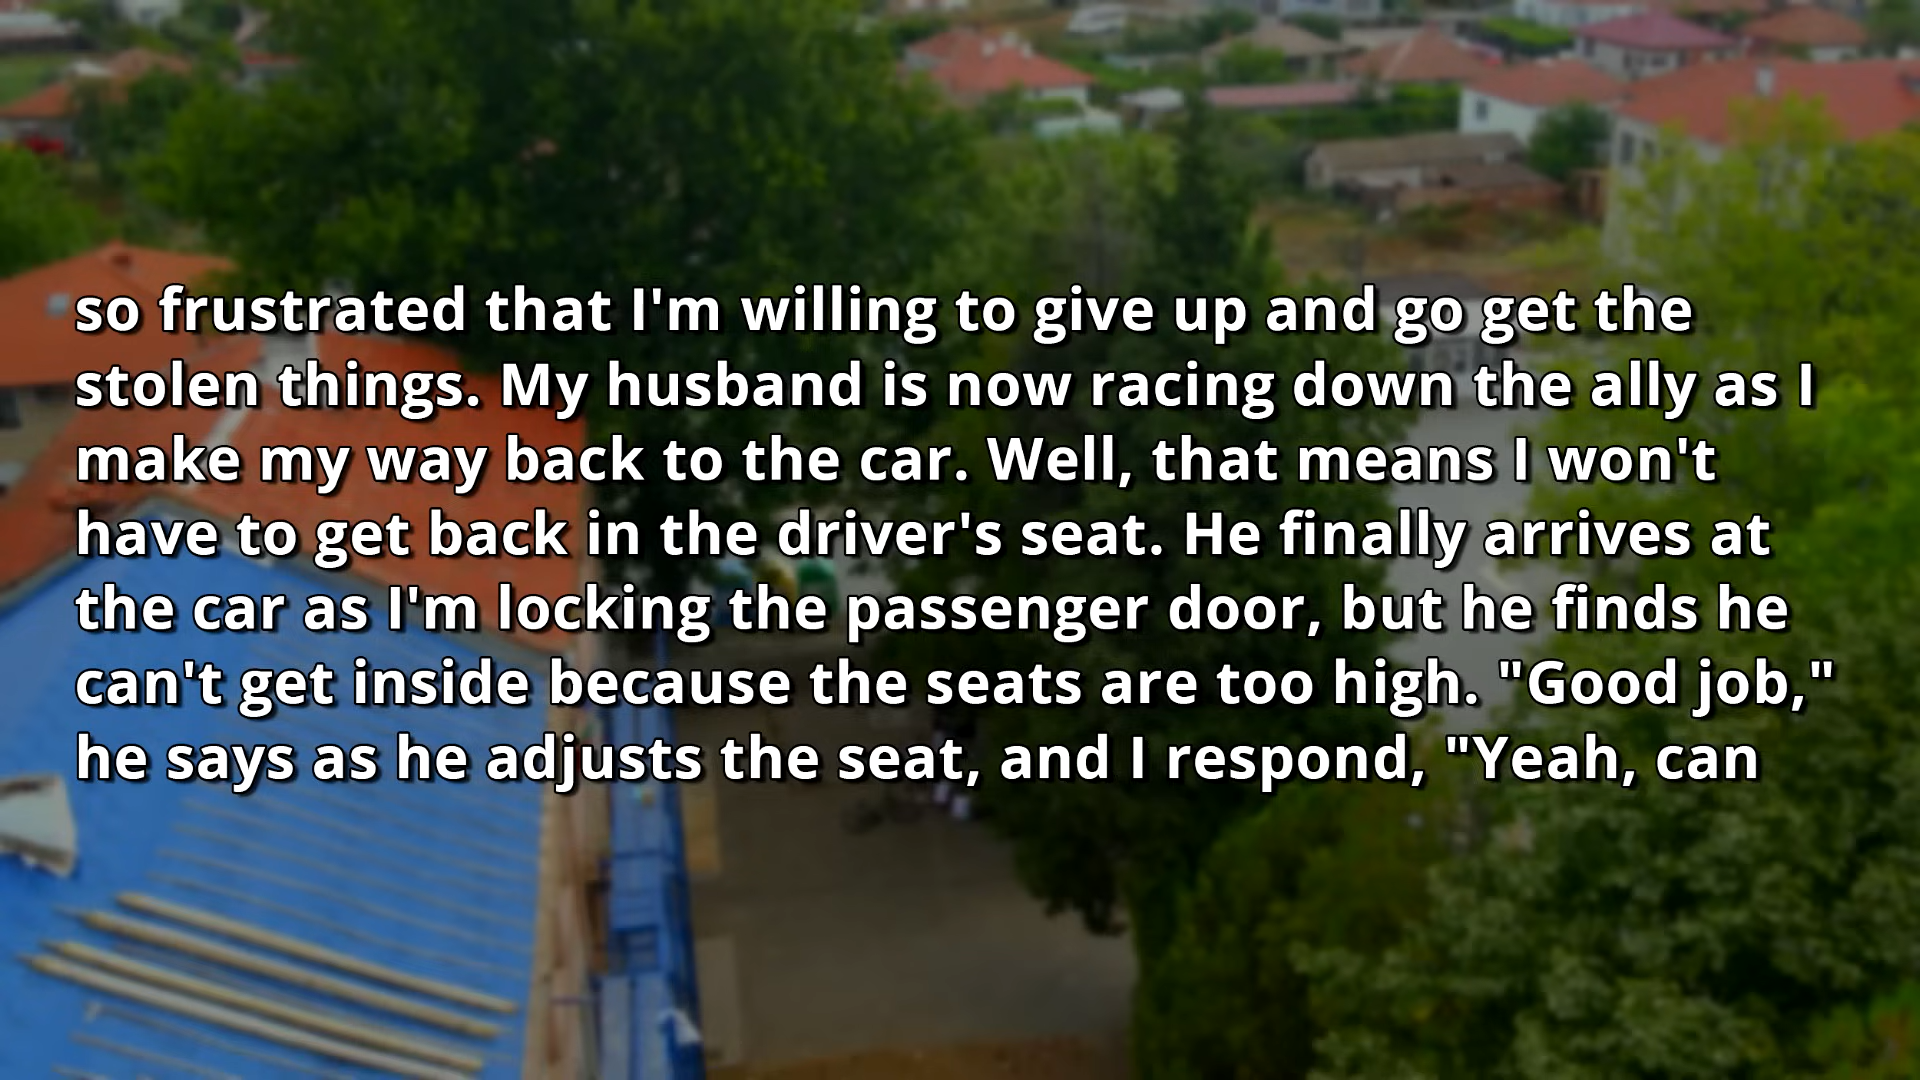 so frustrated that I'm willing to give up and go get the
stolen things. My husband is now racing down the ally as I
make my way back to the car. Well, that means I won't
have to get back in the driver's seat. He finally arrives at
the car as I'm locking the passenger door, but he finds he
can't get inside because the seats are too high. "Good job,"
he says as he adjusts the seat, and I respond, "Yeah, can